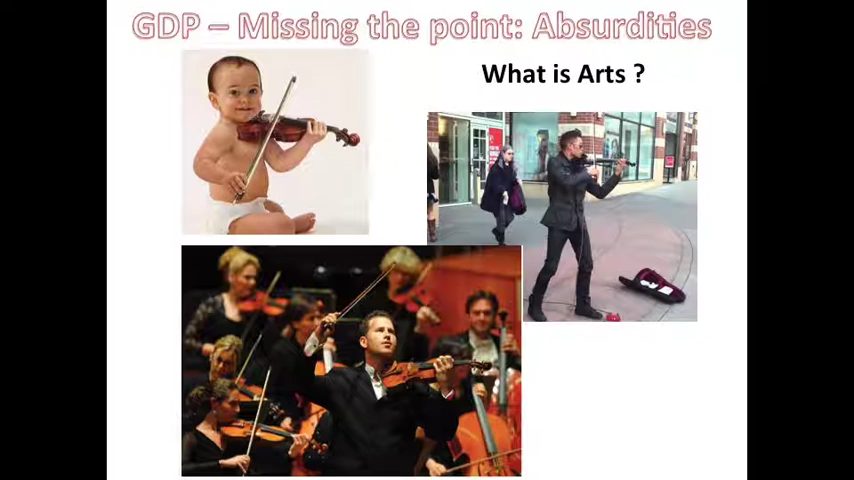 GDP – Missing the point: Absurdities
What is Arts ?